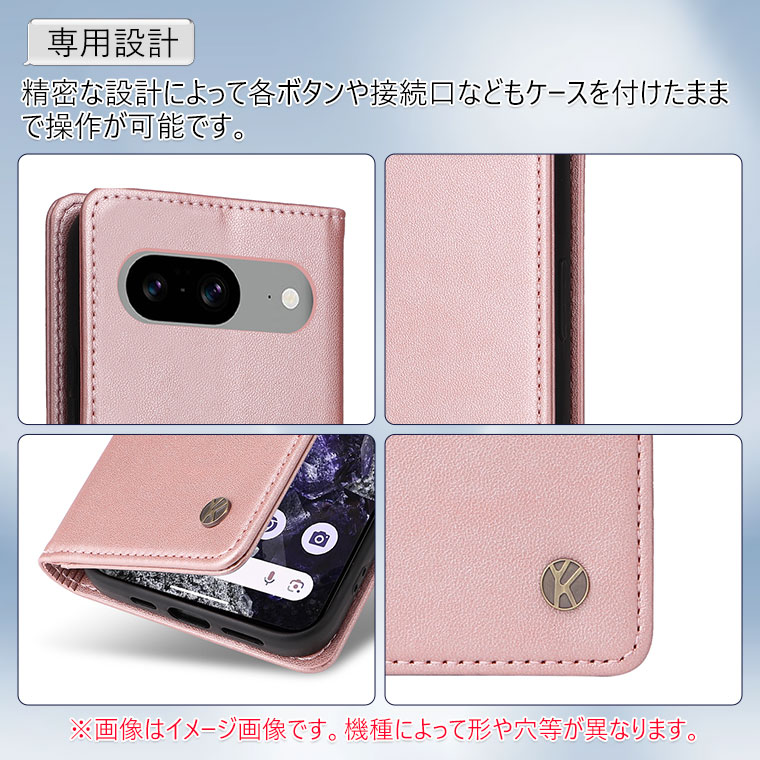 専用設計
精密な設計によって各ボタンや接続口などもケースを付けたまま
で操作が可能です。
※画像はイメージ画像です。機種によって形や穴等が異なります。